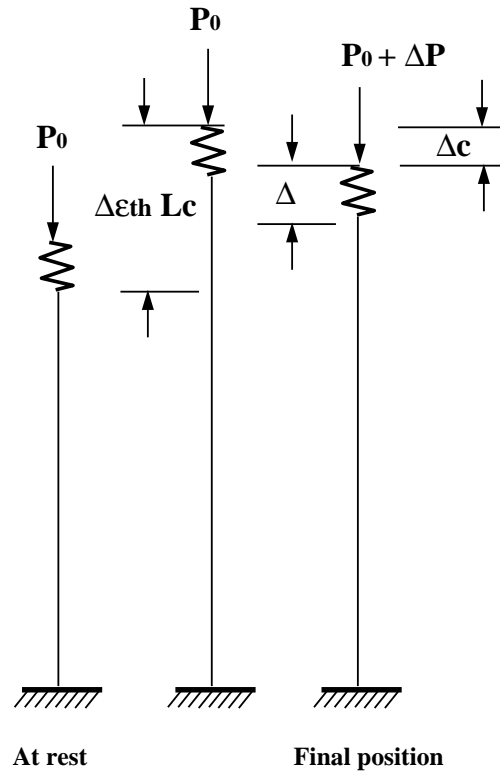 P0
P0
P0 + ΔP
Δεth Lc
Δ
Δc
At rest
Final position